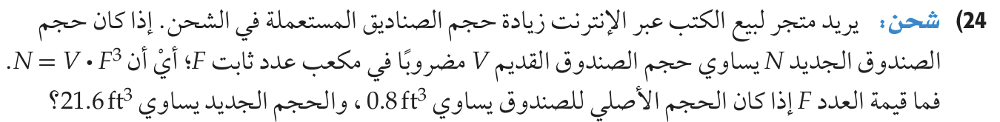 24) شحن: يريد متجر لبيع الكتب عبر الإنترنت زيادة حجم الصناديق المستعملة في الشحن. إذا كان حجم
الصندوق الجديد N يساوي حجم الصندوق القديم V مضروبًا في مكعب عدد ثابت F؛ أيْ أن N = V • F³.
فما قيمة العدد F إذا كان الحجم الأصلي للصندوق يساوي 0.8 ft³ ، والحجم الجديد يساوي 21.6 ft³؟